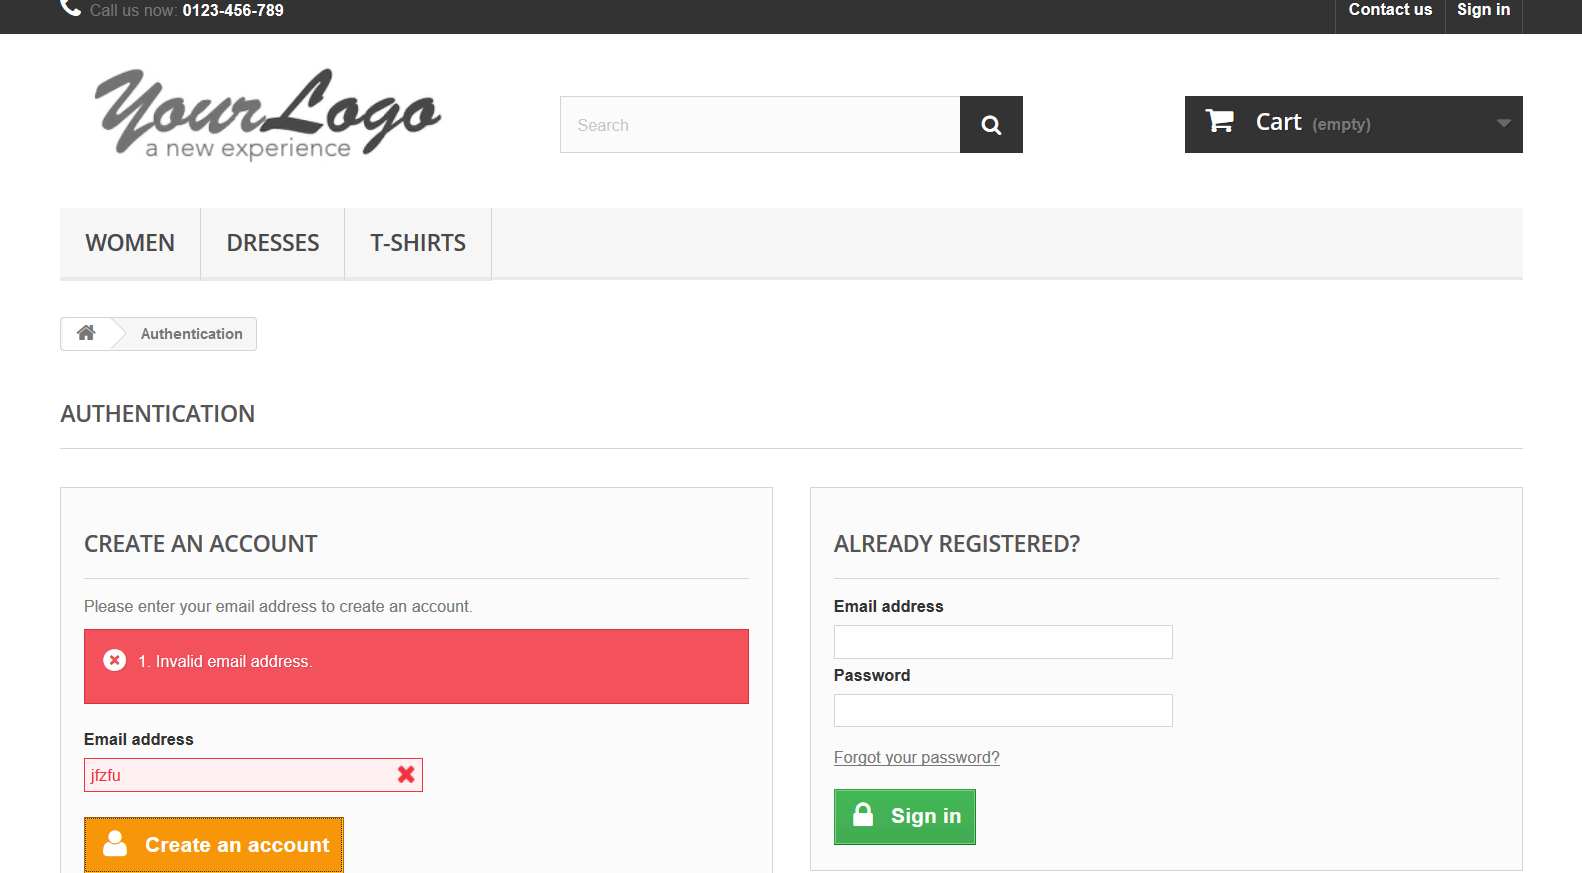 Call us now: 0123-456-789
Contact us
Sign in
YourLogo
a new experience
Search
Cart (empty)
WOMEN
DRESSES
T-SHIRTS
Authentication
AUTHENTICATION
CREATE AN ACCOUNT
Please enter your email address to create an account.
1. Invalid email address.
Email address
jfzfu
Create an account
ALREADY REGISTERED?
Email address
Password
Forgot your password?
Sign in